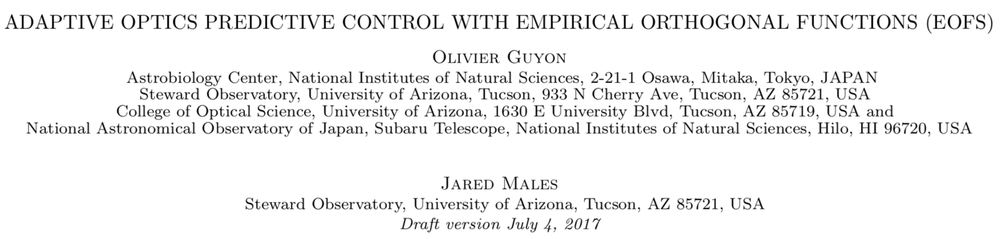 ADAPTIVE OPTICS PREDICTIVE CONTROL WITH EMPIRICAL ORTHOGONAL FUNCTIONS (EOFS)
Olivier Guyon
Astrobiology Center, National Institutes of Natural Sciences, 2-21-1 Osawa, Mitaka, Tokyo, JAPAN
Steward Observatory, University of Arizona, Tucson, 933 N Cherry Ave, Tucson, AZ 85721, USA
College of Optical Science, University of Arizona, 1630 E University Blvd, Tucson, AZ 85719, USA and
National Astronomical Observatory of Japan, Subaru Telescope, National Institutes of Natural Sciences, Hilo, HI 96720, USA
Jared Males
Steward Observatory, University of Arizona, Tucson, AZ 85721, USA
Draft version July 4, 2017